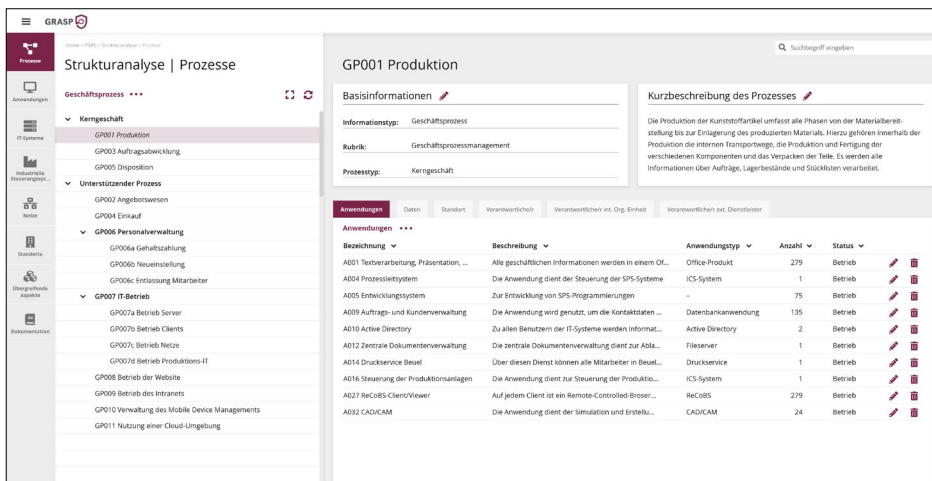 GRASP
Home > ISMS > Strukturanalyse > Prozesse
Suchbegriff eingeben
Prozesse
Anwendungen
IT-Systeme
Industrielle
Steuerungssys...
Netze
Standorte
Übergreifende
Aspekte
Dokumentation
Strukturanalyse | Prozesse
Geschäftsprozess
Kerngeschäft
GP001 Produktion
GP003 Auftragsabwicklung
GP005 Disposition
Unterstützender Prozess
GP002 Angebotswesen
GP004 Einkauf
GP006 Personalverwaltung
GP006a Gehaltszahlung
GP006b Neueinstellung
GP006c Entlassung Mitarbeiter
GP007 IT-Betrieb
GP007a Betrieb Server
GP007b Betrieb Clients
GP007c Betrieb Netze
GP007d Betrieb Produktions-IT
GP008 Betrieb der Website
GP009 Betrieb des Intranets
GP010 Verwaltung des Mobile Device Managements
GP011 Nutzung einer Cloud-Umgebung
GP001 Produktion
Basisinformationen
Informationstyp: Geschäftsprozess
Rubrik: Geschäftsprozessmanagement
Prozesstyp: Kerngeschäft
Kurzbeschreibung des Prozesses
Die Produktion der Kunststoffartikel umfasst alle Phasen von der Materialbereit-
stellung bis zur Einlagerung des produzierten Materials. Hierzu gehören innerhalb der
Produktion die internen Transportwege, die Produktion und Fertigung der
verschiedenen Komponenten und das Verpacken der Teile. Es werden alle
Informationen über Aufträge, Lagerbestände und Stücklisten verarbeitet.
Anwendungen Daten Standort Verantwortliche/r Verantwortliche/r int. Org.-Einheit Verantwortliche/r ext. Dienstleister
Anwendungen
Bezeichnung Beschreibung Anwendungstyp Anzahl Status
A001 Textverarbeitung, Präsentation, ... Alle geschäftlichen Informationen werden in einem Of... Office-Produkt 279 Betrieb
A004 Prozessleitsystem Die Anwendung dient der Steuerung der SPS-Systeme ICS-System 1 Betrieb
A005 Entwicklungssystem Zur Entwicklung von SPS-Programmierungen – 75 Betrieb
A009 Auftrags- und Kundenverwaltung Die Anwendung wird genutzt, um die Kontaktdaten ... Datenbankanwendung 135 Betrieb
A010 Active Directory Zu allen Benutzern der IT-Systeme werden Informat... Active Directory 2 Betrieb
A012 Zentrale Dokumentenverwaltung Die zentrale Dokumentenverwaltung dient zur Abla... Fileserver 1 Betrieb
A014 Druckservice Beuel Über diesen Dienst können alle Mitarbeiter in Beuel... Druckservice 1 Betrieb
A016 Steuerung der Produktionsanlagen Die Anwendung dient zur Steuerung der Produktio... ICS-System 1 Betrieb
A027 ReCoBS-Client/Viewer Auf jedem Client ist ein Remote-Controlled-Broser... ReCoBS 279 Betrieb
A032 CAD/CAM Die Anwendung dient der Simulation und Erstellu... CAD/CAM 24 Betrieb